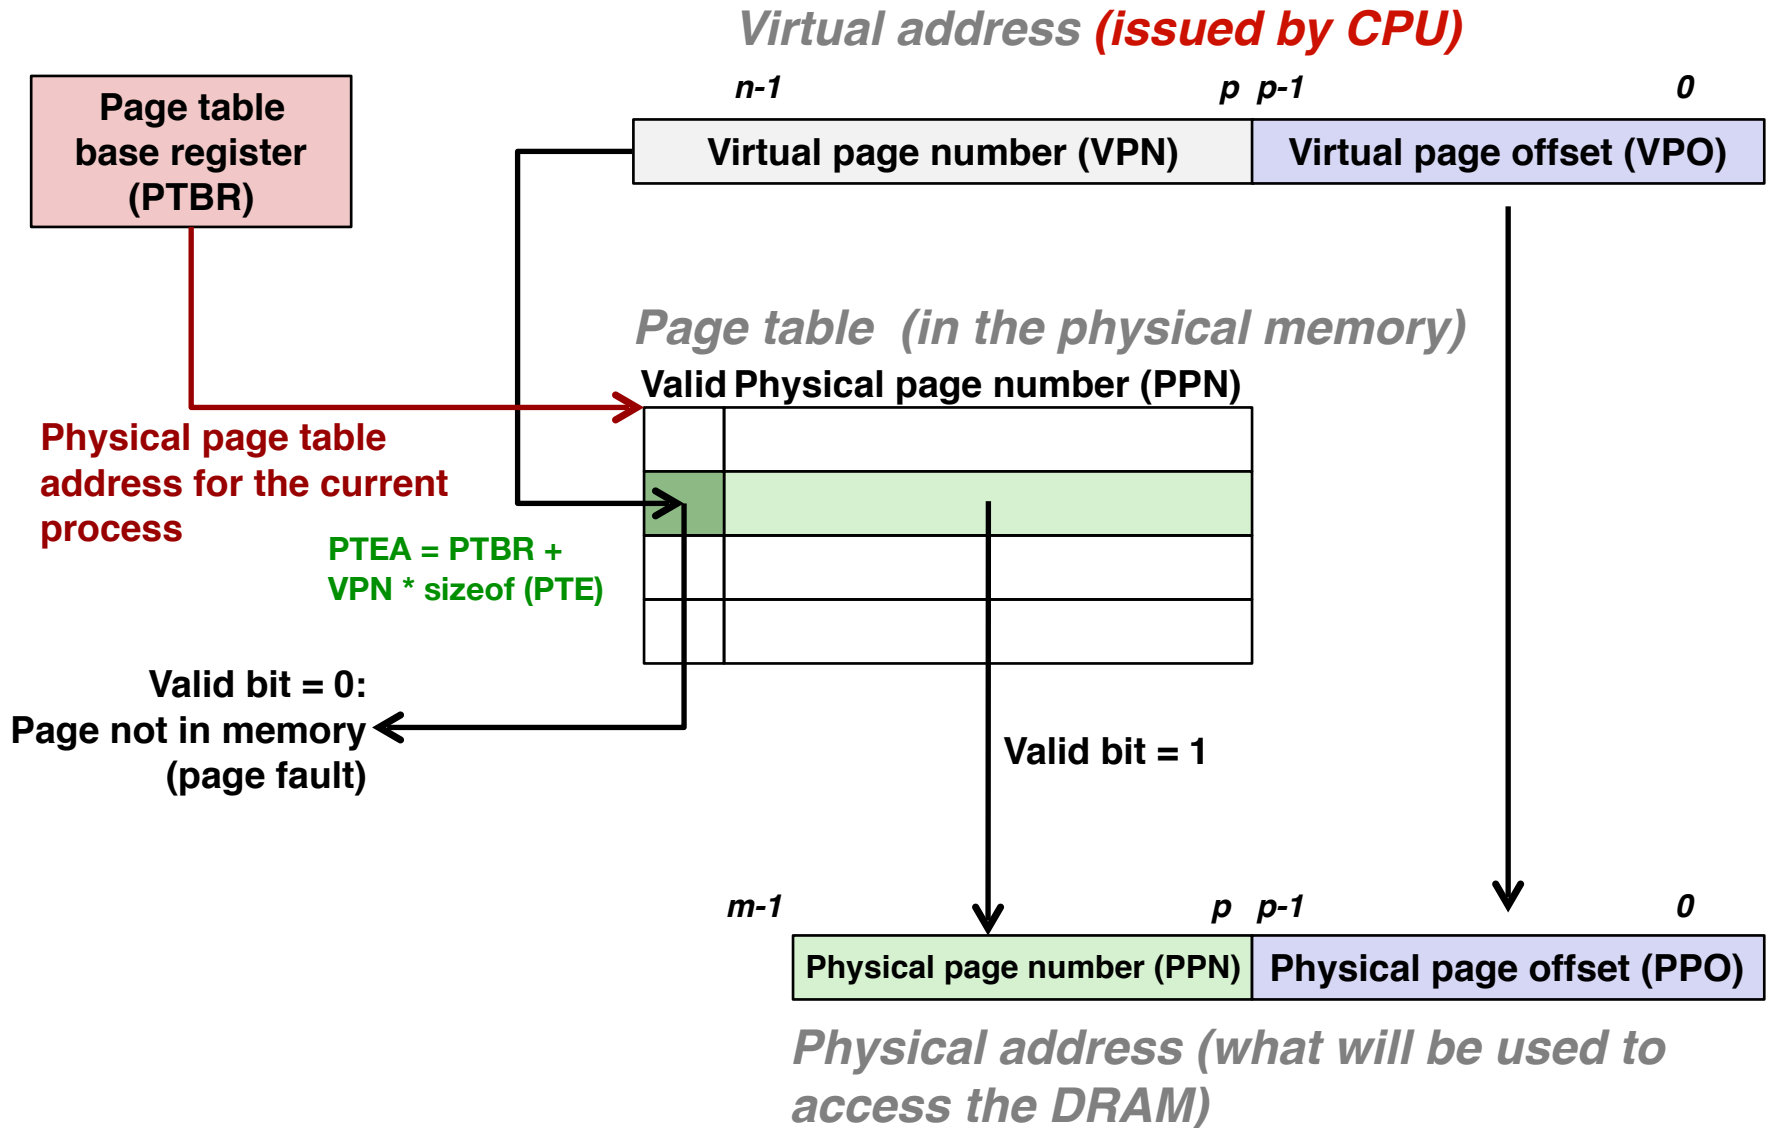 Virtual address (issued by CPU)
n-1 p p-1 0
Page table
base register
(PTBR)
Virtual page number (VPN) Virtual page offset (VPO)
Page table (in the physical memory)
Valid Physical page number (PPN)
Physical page table
address for the current
process
PTEA = PTBR +
VPN * sizeof (PTE)
Valid bit = 0:
Page not in memory
(page fault)
Valid bit = 1
m-1 p p-1 0
Physical page number (PPN) Physical page offset (PPO)
Physical address (what will be used to
access the DRAM)